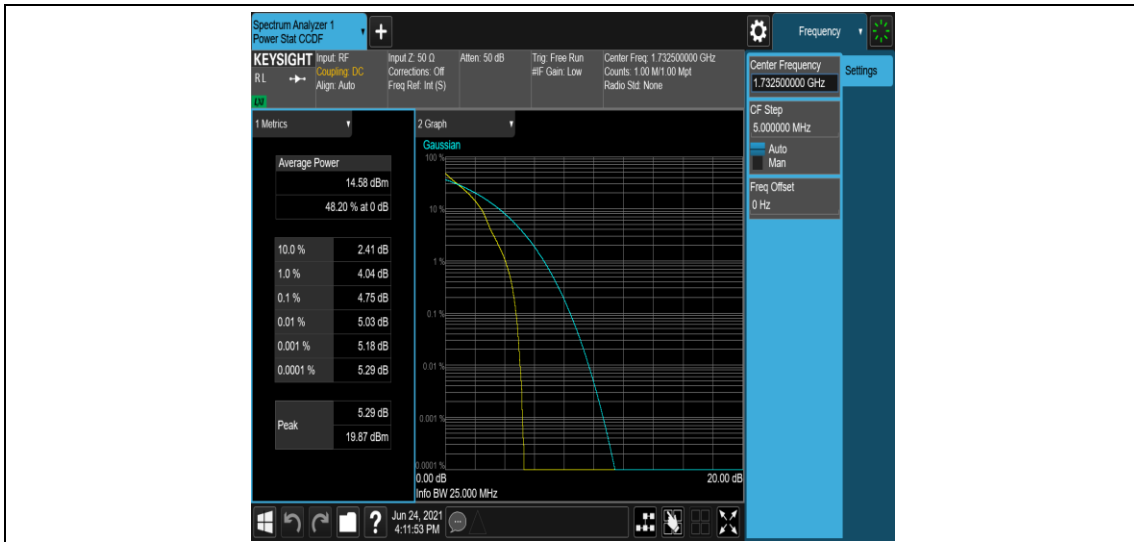 Spectrum Analyzer 1
Power Stat CCDF
Frequency
KEYSIGHT
RL
LXI
Input: RF
Coupling: DC
Align: Auto
Input Z: 50 Ω
Corrections: Off
Freq Ref: Int (S)
Atten: 50 dB
Trig: Free Run
#IF Gain: Low
Center Freq: 1.732500000 GHz
Counts: 1.00 M/1.00 Mpt
Radio Std: None
Center Frequency
1.732500000 GHz
Settings
CF Step
5.000000 MHz
Auto
Man
Freq Offset
0 Hz
1 Metrics
Average Power
14.58 dBm
48.20 % at 0 dB
10.0 % 2.41 dB
1.0 % 4.04 dB
0.1 % 4.75 dB
0.01 % 5.03 dB
0.001 % 5.18 dB
0.0001 % 5.29 dB
Peak
5.29 dB
19.87 dBm
2 Graph
Gaussian
100 %
10 %
1 %
0.1 %
0.01 %
0.001 %
0.0001 %
0.00 dB 20.00 dB
Info BW 25.000 MHz
Jun 24, 2021
4:11:53 PM